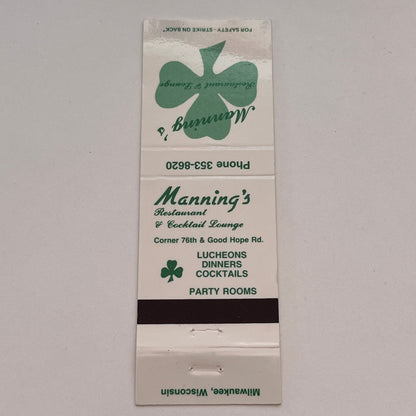 FOR SAFETY - STRIKE ON BACK"
Manning's
Restaurant & Lounge
Phone 353-8620
Manning's
Restaurant
& Cocktail Lounge
Corner 76th & Good Hope Rd.
LUCHEONS
DINNERS
COCKTAILS
PARTY ROOMS
Milwaukee, Wisconsin